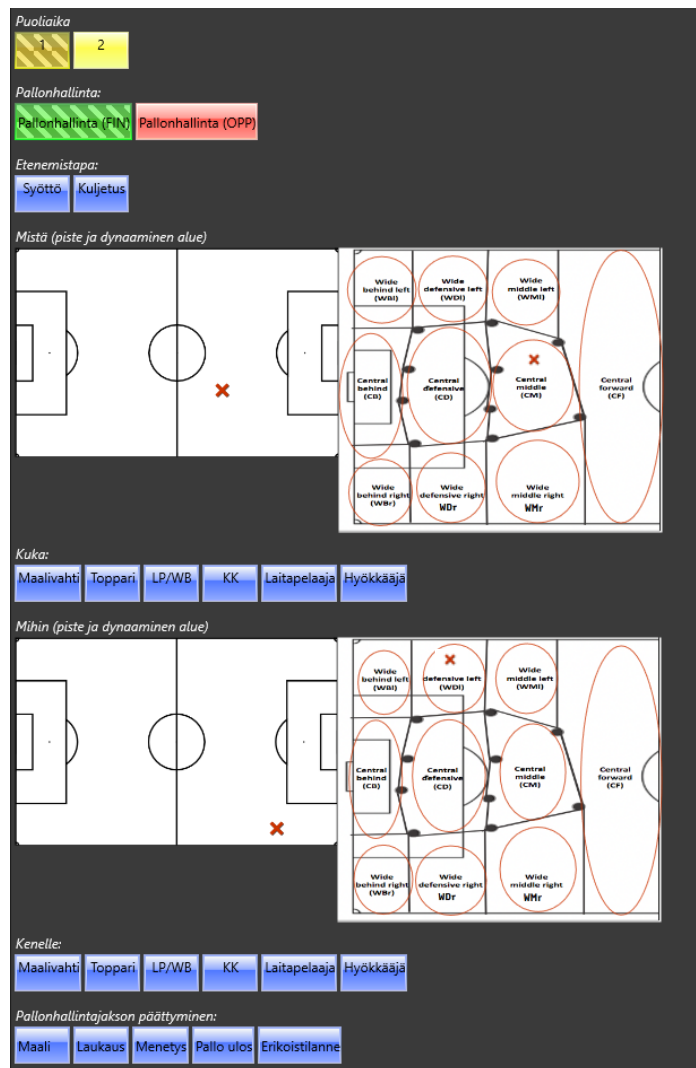 Puoliaika
1 2
Pallonhallinta:
Pallonhallinta (FIN) Pallonhallinta (OPP)
Etenemistapa:
Syöttö Kuljetus
Mistä (piste ja dynaaminen alue)
Wide
behind left
(WBl)
Wide
defensive left
(WDl)
Wide
middle left
(WMl)
Central
behind
(CB)
Central
defensive
(CD)
Central
middle
(CM)
Central
forward
(CF)
Wide
behind right
(WBr)
Wide
defensive right
WDr
Wide
middle right
WMr
Kuka:
Maalivahti Toppari LP/WB KK Laitapelaaja Hyökkääjä
Mihin (piste ja dynaaminen alue)
Wide
behind left
(WBl)
defensive left
(WDl)
Wide
middle left
(WMl)
Central
behind
(CB)
Central
defensive
(CD)
Central
middle
(CM)
Central
forward
(CF)
Wide
behind right
(WBr)
Wide
defensive right
WDr
Wide
middle right
WMr
Kenelle:
Maalivahti Toppari LP/WB KK Laitapelaaja Hyökkääjä
Pallonhallintajakson päättyminen:
Maali Laukaus Menetys Pallo ulos Erikoistilanne